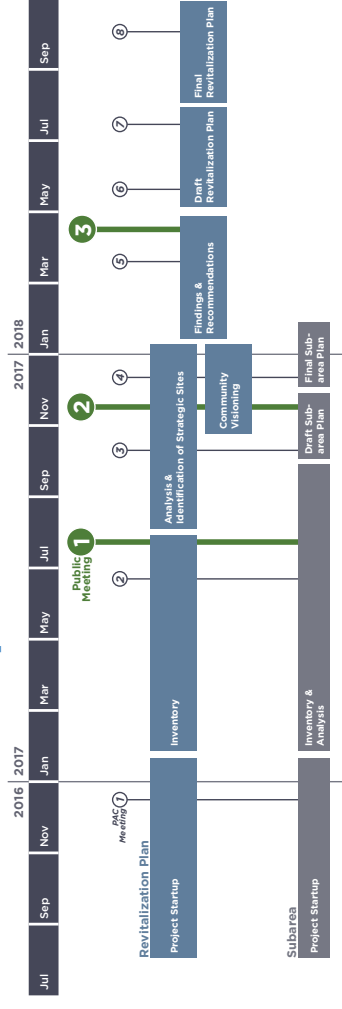 2016
2017
2017
2018
Jul
Sep
Nov
Jan
Mar
May
Jul
Sep
Nov
Jan
Mar
May
Jul
Sep
Public
Meeting
1
2
3
PAC
Meeting
1
2
3
4
5
6
7
8
Revitalization Plan
Project Startup
Inventory
Analysis &
Identification of Strategic Sites
Community
Visioning
Findings &
Recommendations
Draft
Revitalization Plan
Final
Revitalization Plan
Subarea
Project Startup
Inventory &
Analysis
Draft Sub-
area Plan
Final Sub-
area Plan